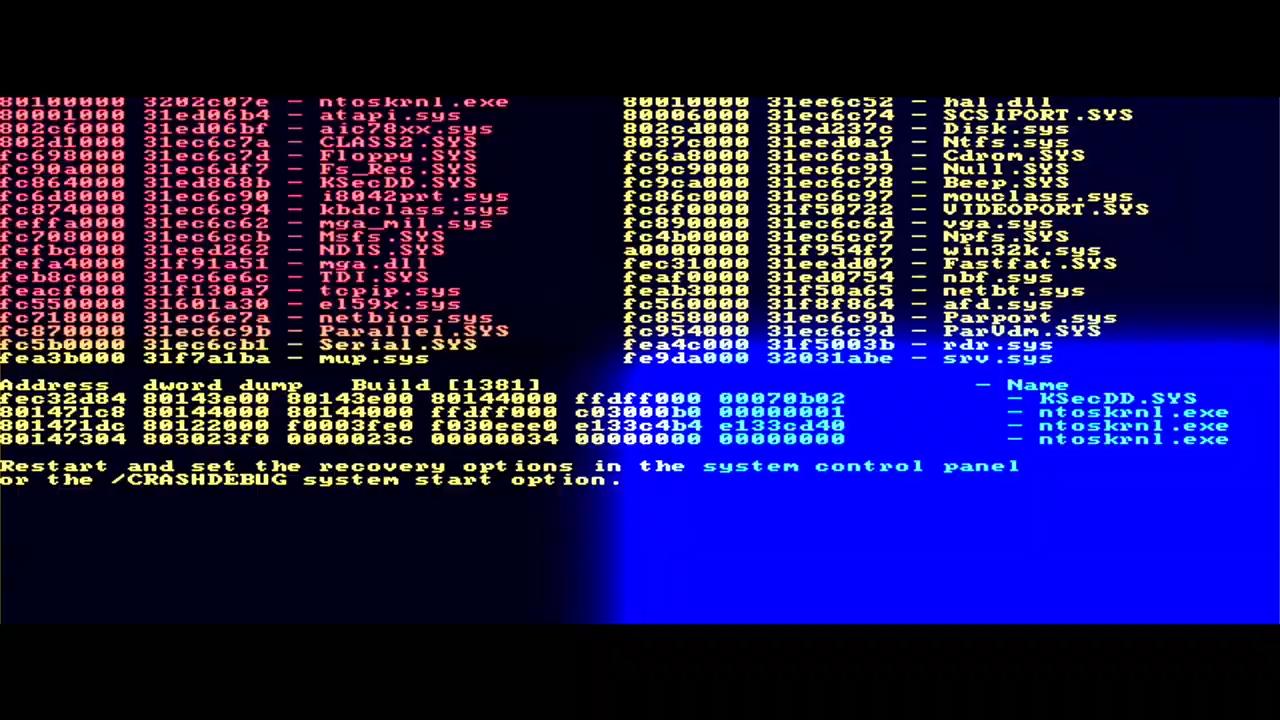 80100000 3202c07e - ntoskrnl.exe 80010000 31ee6c52 - hal.dll
80001000 31ed06b4 - atapi.sys 80006000 31ec6c74 - SCSIPORT.SYS
802c6000 31ed06bf - aic78xx.sys 802cd000 31ed237c - Disk.sys
802d1000 31ec6c7a - CLASS2.SYS 8037c000 31eed0a7 - Ntfs.sys
fc698000 31ec6c7d - Floppy.SYS fc6a8000 31ec6ca1 - Cdrom.SYS
fc90a000 31ec6df7 - Fs_Rec.SYS fc9c9000 31ec6c99 - Null.SYS
fc864000 31ed868b - KSecDD.SYS fc9ca000 31ec6c78 - Beep.SYS
fc6d8000 31ec6c90 - i8042prt.sys fc86c000 31ec6c97 - mouclass.sys
fc874000 31ec6c94 - kbdclass.sys fc6f0000 31f50722 - VIDEOPORT.SYS
feffa000 31ec6c62 - mga_mil.sys fc890000 31ec6c6d - vga.sys
fc708000 31ec6ccb - Msfs.SYS fc4b0000 31ec6cc7 - Npfs.SYS
fefbc000 31eed262 - NDIS.SYS a0000000 31f954f7 - win32k.sys
fefa4000 31f91a51 - mga.dll fec31000 31eedd07 - Fastfat.SYS
feb8c000 31ec6e6c - TDI.SYS feaf0000 31ed0754 - nbf.sys
feacf000 31f130a7 - tcpip.sys feab3000 31f50a65 - netbt.sys
fc550000 31601a30 - el59x.sys fc560000 31f8f864 - afd.sys
fc718000 31ec6e7a - netbios.sys fc858000 31ec6c9b - Parport.sys
fc870000 31ec6c9b - Parallel.SYS fc954000 31ec6c9d - ParVdm.SYS
fc5b0000 31ec6cb1 - Serial.SYS fea4c000 31f5003b - rdr.sys
fea3b000 31f7a1ba - mup.sys fe9da000 32031abe - srv.sys
Address dword dump Build [1381] - Name
fec32d84 80143e00 80143e00 80144000 ffdff000 00070b02 - KSecDD.SYS
801471c8 80144000 80144000 ffdff000 c03000b0 00000001 - ntoskrnl.exe
801471dc 80122000 f0003fe0 f030eee0 e133c4b4 e133cd40 - ntoskrnl.exe
80147304 803023f0 0000023c 00000034 00000000 00000000 - ntoskrnl.exe
Restart and set the recovery options in the system control panel
or the /CRASHDEBUG system start option.